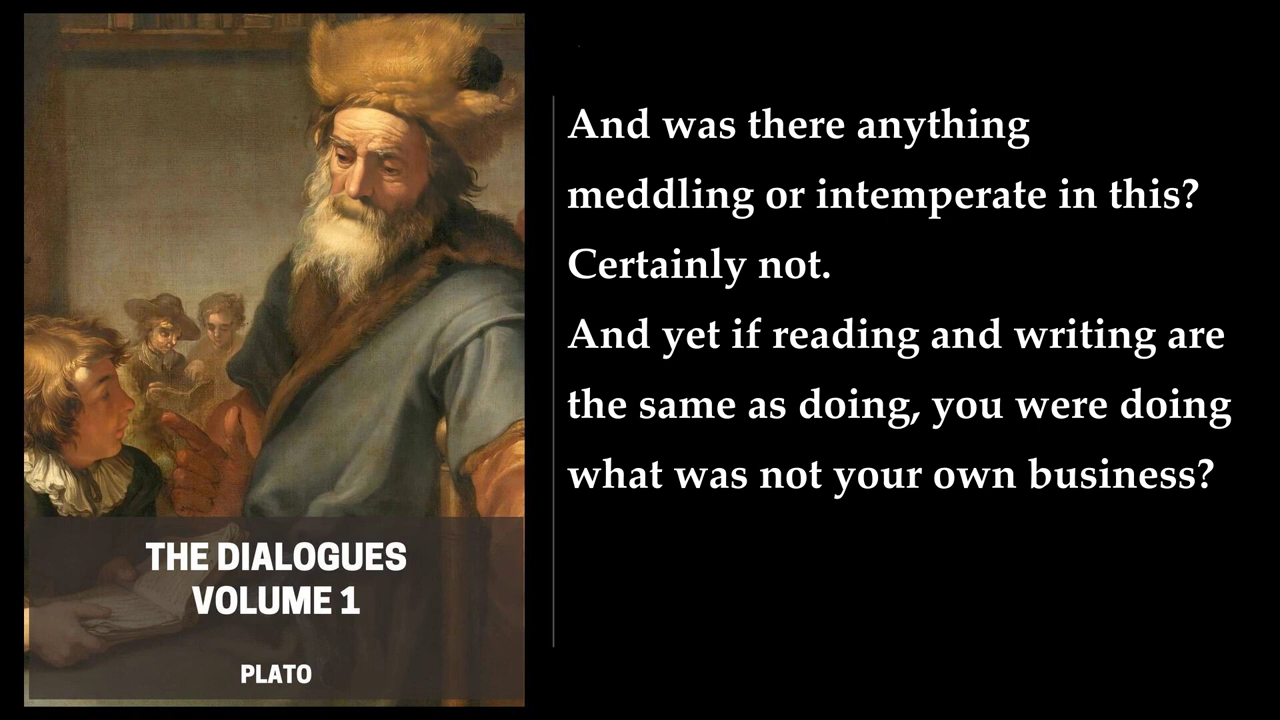 THE DIALOGUES
VOLUME 1
PLATO
And was there anything
meddling or intemperate in this?
Certainly not.
And yet if reading and writing are
the same as doing, you were doing
what was not your own business?